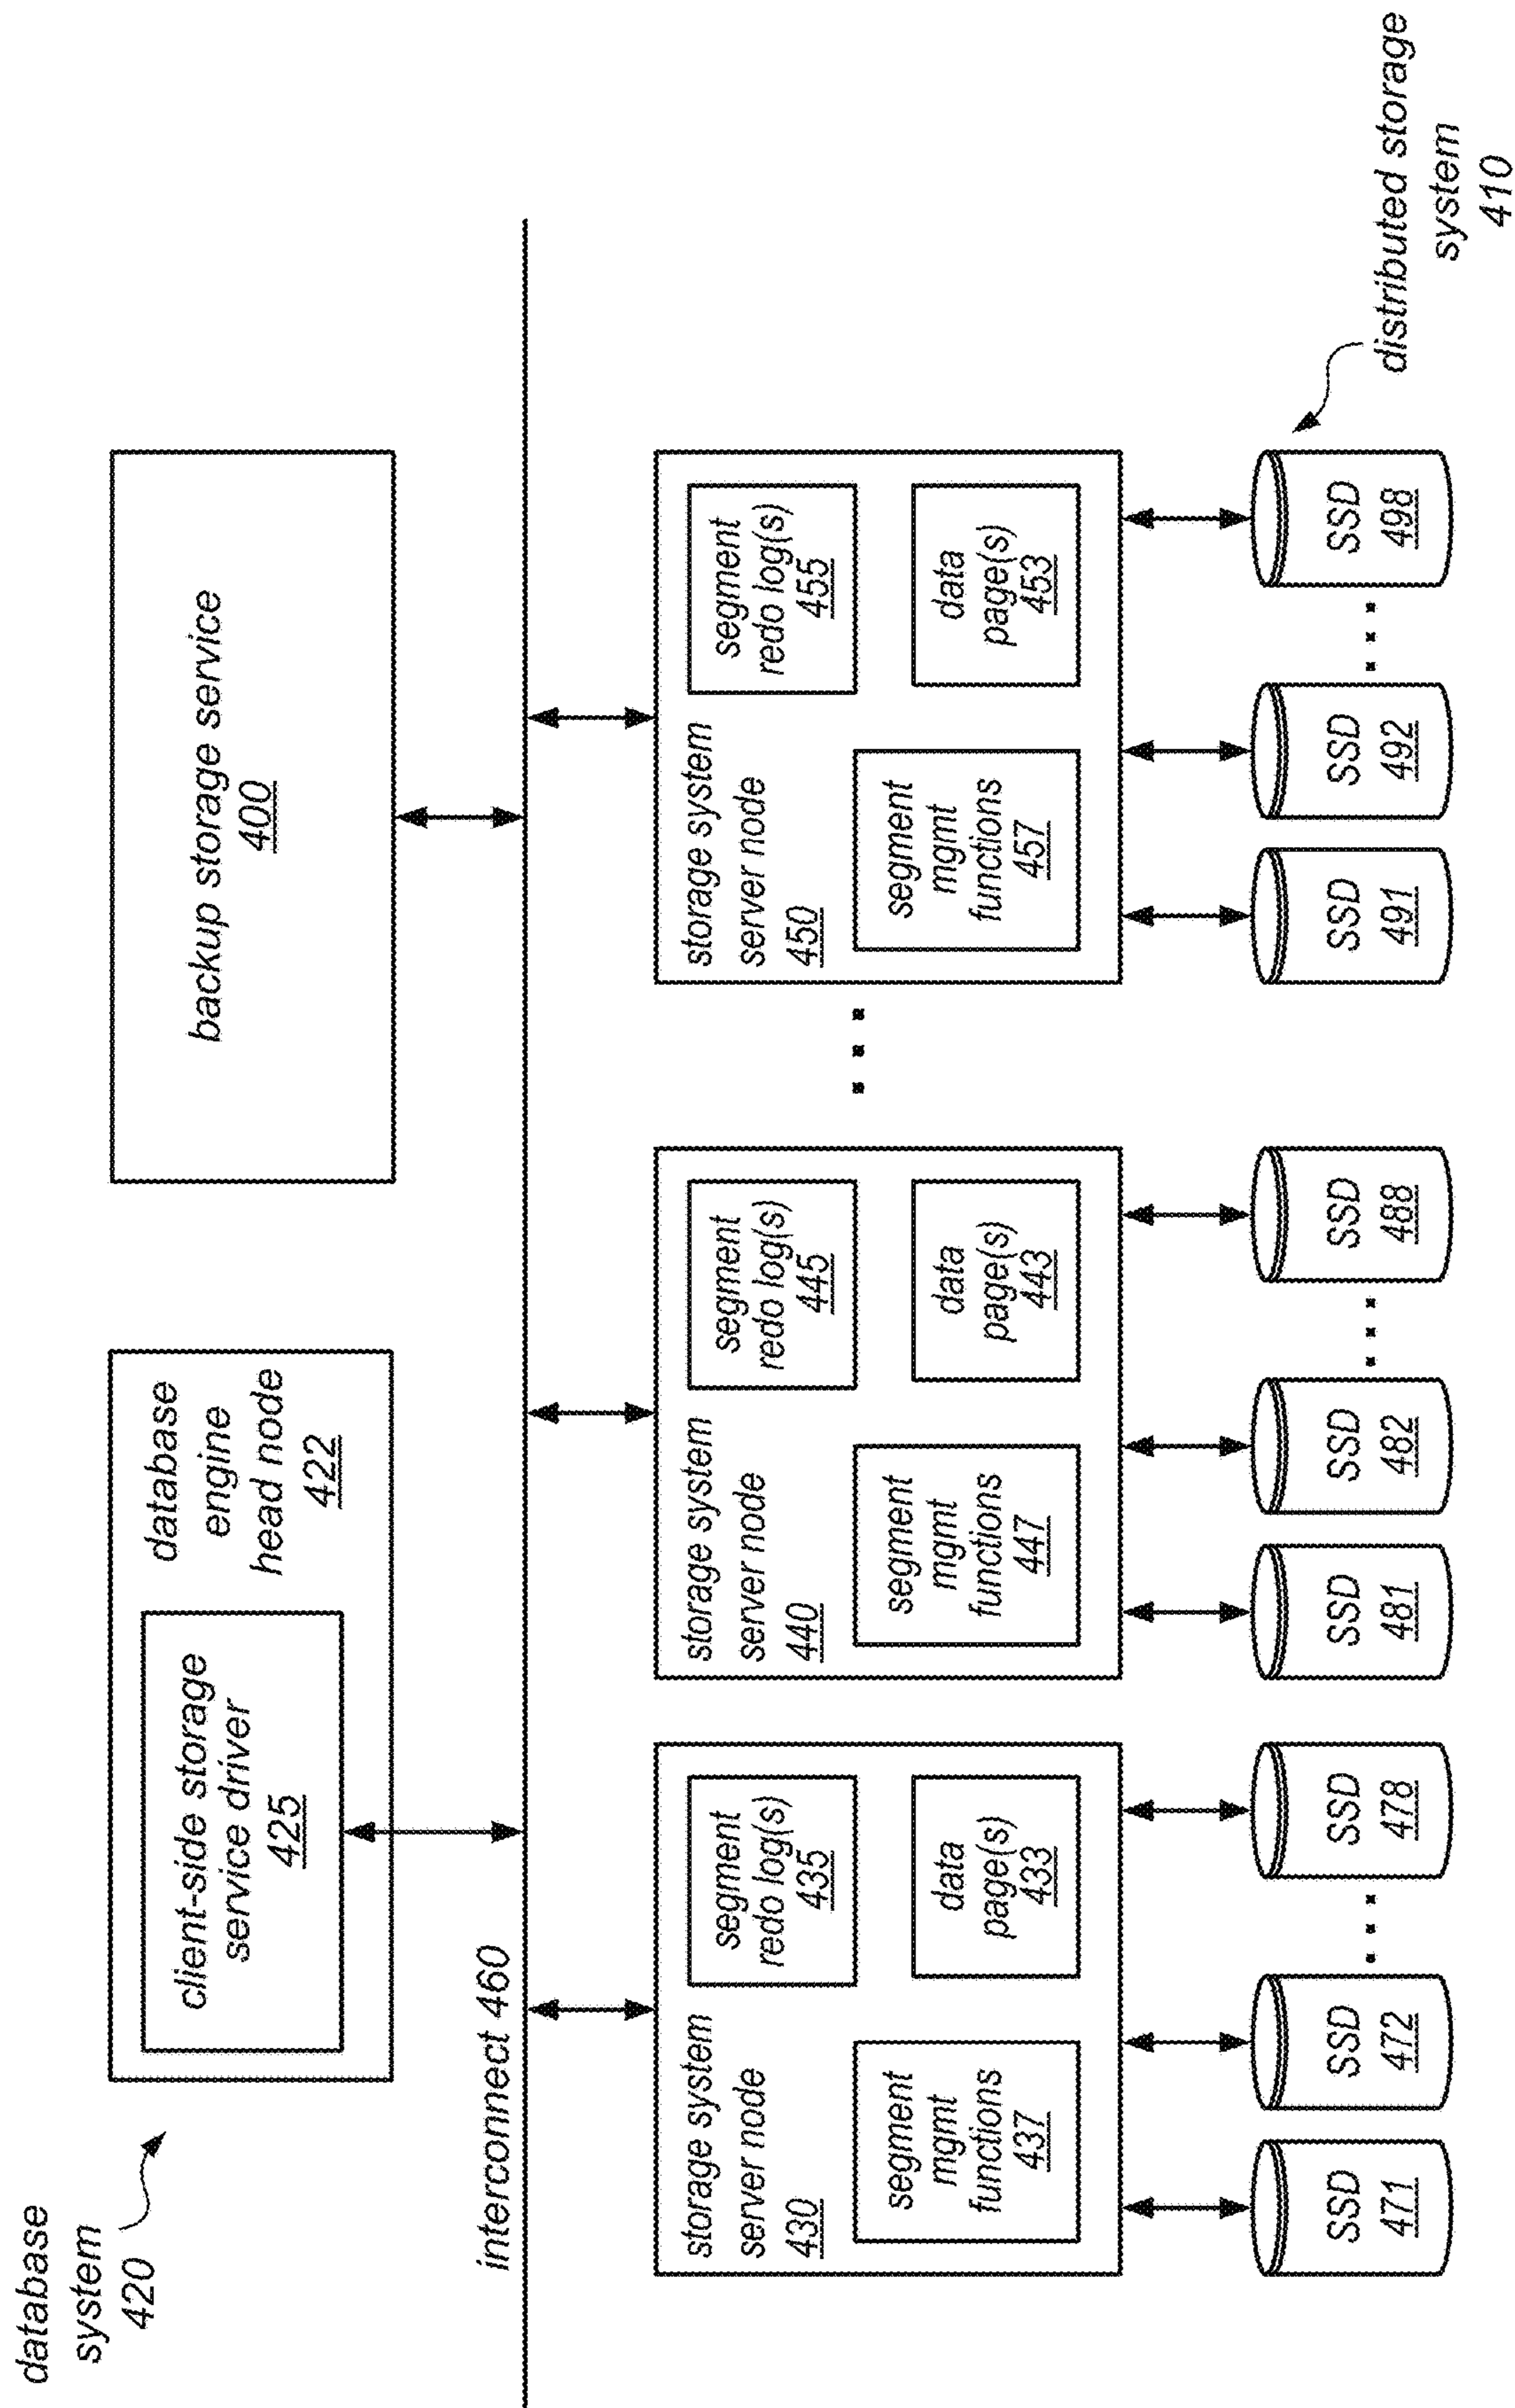 database
system
420
database
engine
head node
422
client-side storage
service driver
425
backup storage service
400
interconnect 460
storage system
server node
430
segment
redo log(s)
435
segment
mgmt
functions
437
data
page(s)
433
storage system
server node
440
segment
redo log(s)
445
segment
mgmt
functions
447
data
page(s)
443
storage system
server node
450
segment
redo log(s)
455
segment
mgmt
functions
457
data
page(s)
453
SSD
471
SSD
472
SSD
478
SSD
481
SSD
482
SSD
488
SSD
491
SSD
492
SSD
498
distributed storage
system
410